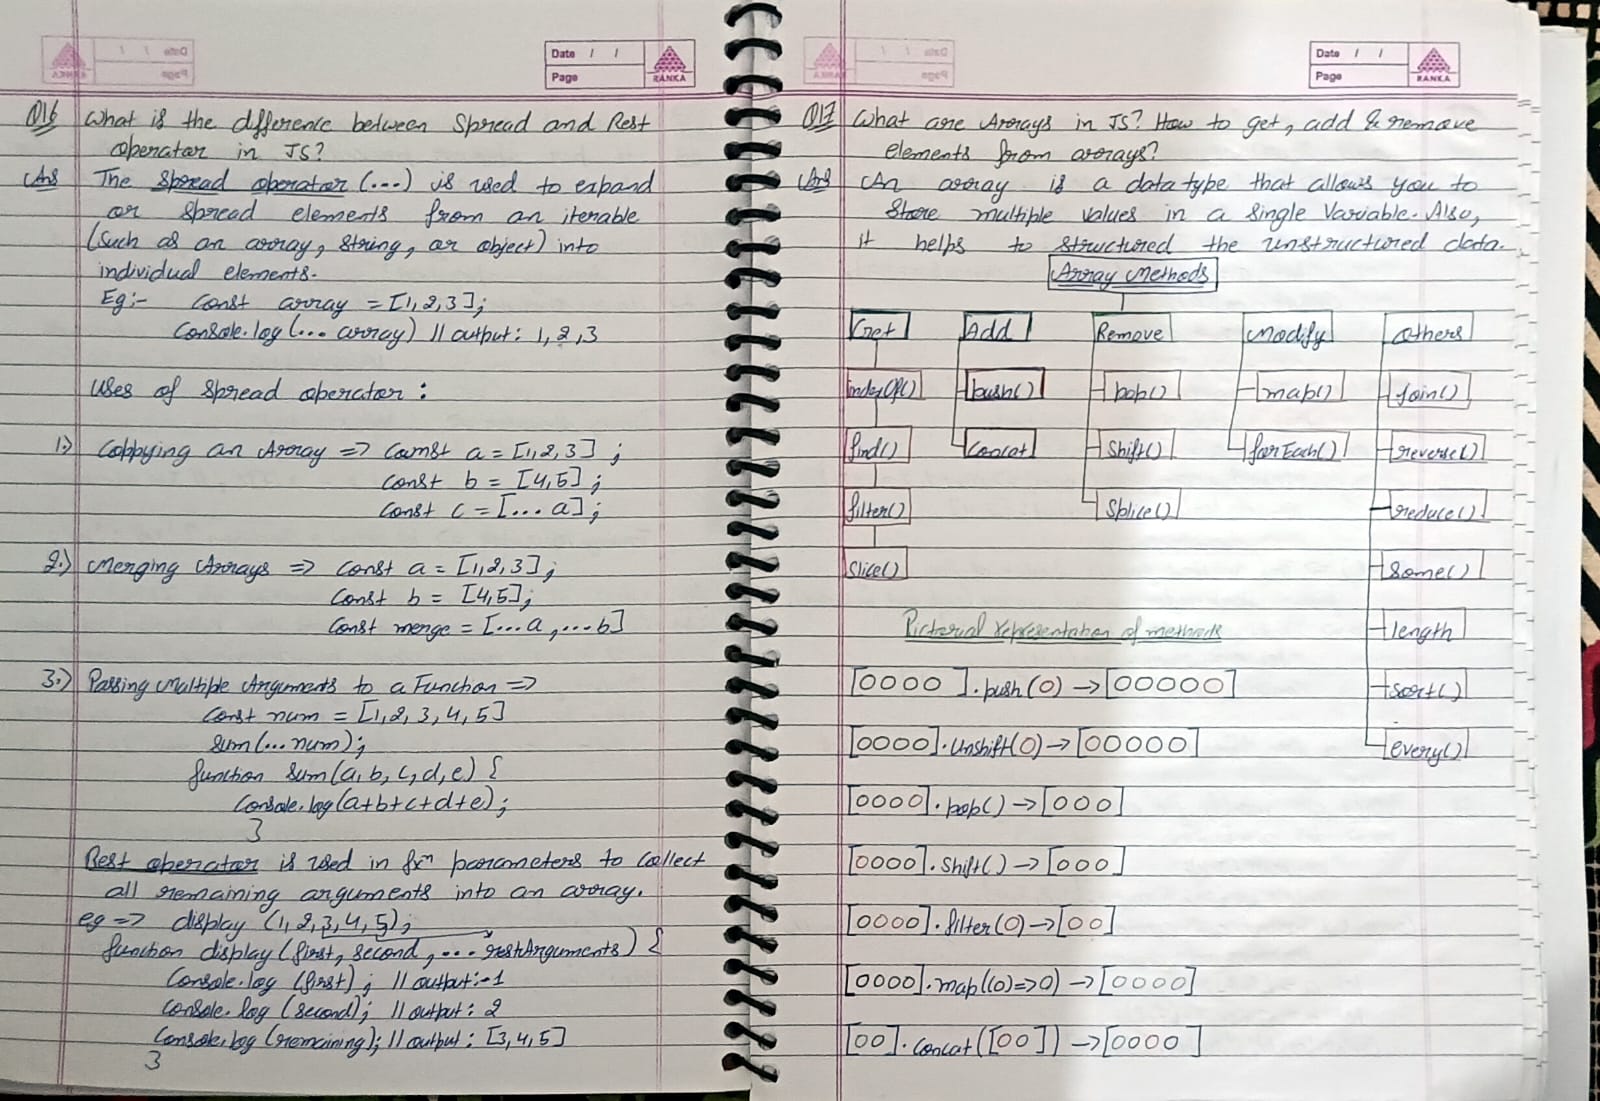 Date / /
Page
RANKA
Q16 What is the difference between Spread and Rest
operator in JS?
Ans The Spread operator (...) is used to expand
or spread elements from an iterable
(Such as an array, String, or object) into
individual elements.
Eg:- Const array = [1,2,3];
Console.log(... array) // output: 1, 2, 3
Uses of Spread operator :
1.) Coppying an Array => Const a = [1,2,3] ;
const b = [4,5] ;
Const c = [... a] ;
2.) Merging Arrays => Const a = [1,2,3] ;
Const b = [4,5];
Const merge = [...a , ...b]
3.) Passing Multiple Arguments to a Function =>
Const num = [1,2,3,4,5]
sum(...num);
function Sum(a,b,c,d,e) {
Console.log(a+b+c+d+e);
}
Rest operator is used in fxⁿ parameters to Collect
all remaining arguments into an array.
eg => display (1,2,3,4,5);
function display (first, second, ... restArguments) {
Console.log (first) ; // output:-1
Console.log (second); // output: 2
Console.log (remaining); // output : [3,4,5]
}
Date / /
Page
RANKA
Q17 What are Arrays in JS? How to get, add & remove
elements from arrays?
Ans An array is a data type that allows you to
Store multiple values in a Single Variable. Also,
it helps to structured the unstructured data.
Array Methods
Get Add Remove Modify Others
indexOf() push() pop() map() Join()
find() Concat Shift() forEach() reverse()
filter() Splice() reduce()
Slice() Some()
Pictorial representation of methods length
[0000].push(0) -> [00000] sort()
[0000].Unshift(0) -> [00000] every()
[0000].pop() -> [000]
[0000].Shift() -> [000]
[0000].filter(0) -> [00]
[0000].map((0)=>0) -> [0000]
[00].Concat([00]) -> [0000]